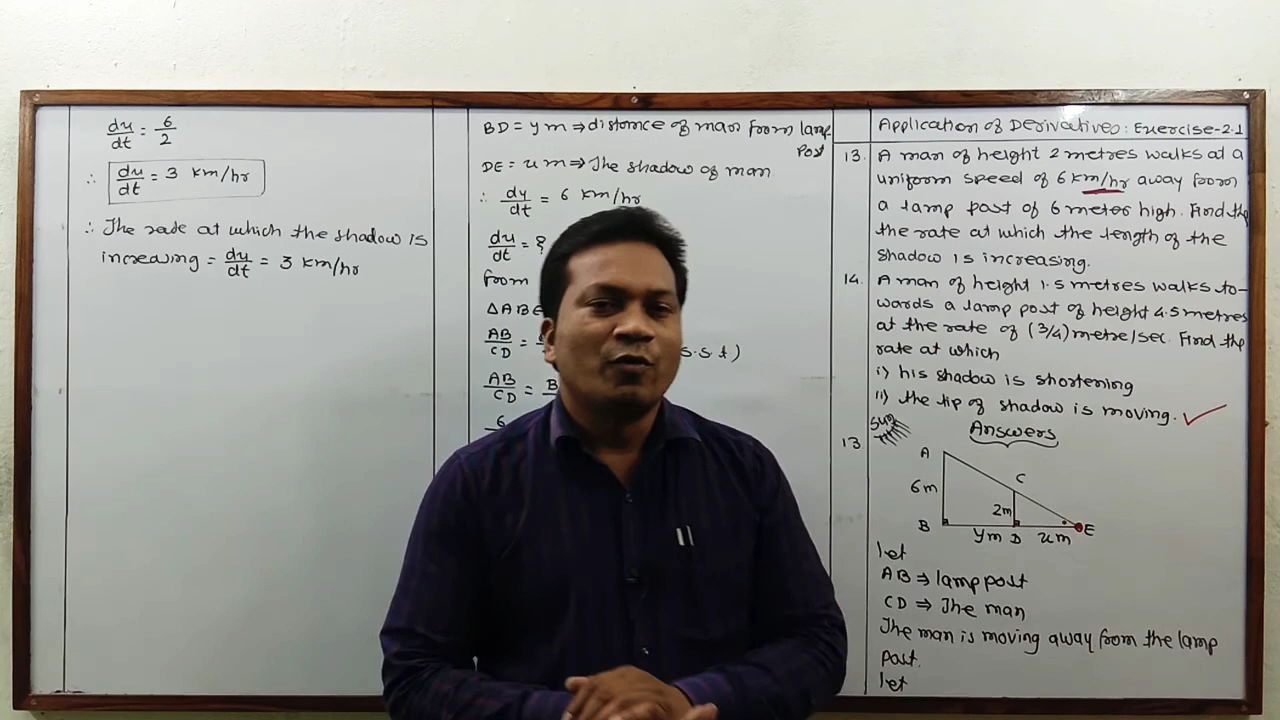 du/dt = 6/2
∴ du/dt = 3 km/hr
∴ The rate at which the shadow is
increasing = du/dt = 3 km/hr
BD = y m ⇒ distance of man from lamp
post
DE = u m ⇒ The shadow of man
∴ dy/dt = 6 km/hr
du/dt = ?
from
△ABE
AB/CD =
s.s.t)
AB/CD = B
6
Application of Derivatives: Exercise-2.1
13. A man of height 2 metres walks at a
uniform speed of 6 km/hr away from
a lamp post of 6 meter high. Find the
the rate at which the length of the
shadow is increasing.
14. A man of height 1.5 metres walks to-
wards a lamp post of height 4.5 metres
at the rate of (3/4) metre/sec. Find the
rate at which
i) his shadow is shortening
ii) the tip of shadow is moving.
Answers
13
A
C
6m
2m
B
y m D u m E
let
AB ⇒ lamp post
CD ⇒ The man
The man is moving away from the lamp
post.
let